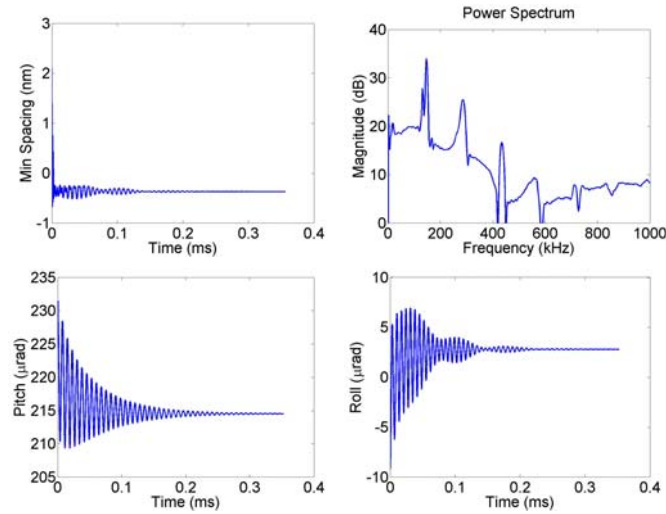 Power Spectrum
3
2
1
0
-1
Min Spacing (nm)
0 0.1 0.2 0.3 0.4
Time (ms)
40
30
20
10
0
Magnitude (dB)
0 200 400 600 800 1000
Frequency (kHz)
235
230
225
220
215
210
205
Pitch (μrad)
0 0.1 0.2 0.3 0.4
Time (ms)
10
5
0
-5
-10
Roll (μrad)
0 0.1 0.2 0.3 0.4
Time (ms)